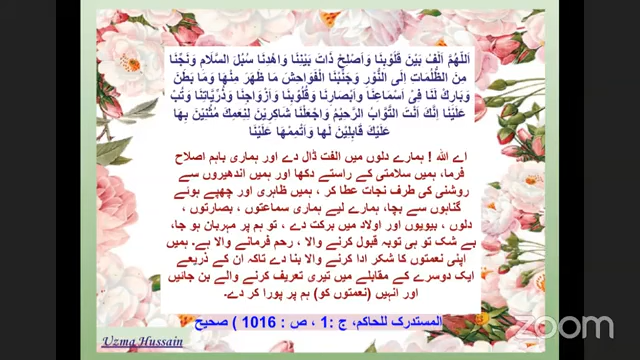 اَللّٰهُمَّ اَلِّفْ بَيْنَ قُلُوْبِنَا وَاَصْلِحْ ذَاتَ بَيْنِنَا وَاهْدِنَا سُبُلَ السَّلَامِ وَنَجِّنَا
مِنَ الظُّلُمَاتِ اِلَى النُّوْرِ وَجَنِّبْنَا الْفَوَاحِشَ مَا ظَهَرَ مِنْهَا وَمَا بَطَنَ
وَبَارِكْ لَنَا فِىْ اَسْمَاعِنَا وَاَبْصَارِنَا وَقُلُوْبِنَا وَاَزْوَاجِنَا وَذُرِّيَّاتِنَا وَتُبْ
عَلَيْنَا اِنَّكَ اَنْتَ التَّوَّابُ الرَّحِيْمُ وَاجْعَلْنَا شَاكِرِيْنَ لِنِعَمِكَ مُثْنِيْنَ بِهَا
عَلَيْكَ قَابِلِيْنَ لَهَا وَاَتْمِمْهَا عَلَيْنَا
اے اللہ ! ہمارے دلوں میں الفت ڈال دے اور ہماری باہم اصلاح
فرما، ہمیں سلامتی کے راستے دکھا اور ہمیں اندھیروں سے
روشنی کی طرف نجات عطا کر ، ہمیں ظاہری اور چھپے ہوئے
گناہوں سے بچا، ہمارے لیے ہماری سماعتوں ، بصارتوں ،
دلوں ، بیویوں اور اولاد میں برکت دے ، تو ہم پر مہربان ہو جا،
بے شک تو ہی توبہ قبول کرنے والا ، رحم فرمانے والا ہے۔ ہمیں
اپنی نعمتوں کا شکر ادا کرنے والا بنا دے تاکہ ان کے ذریعے
ایک دوسرے کے مقابلے میں تیری تعریف کرنے والے بن جائیں
اور انہیں (نعمتوں کو) ہم پر پورا کر دے۔
المستدرک للحاکم، ج :1 ، ص : 1016 ) صحیح
Uzma Hussain
zoom